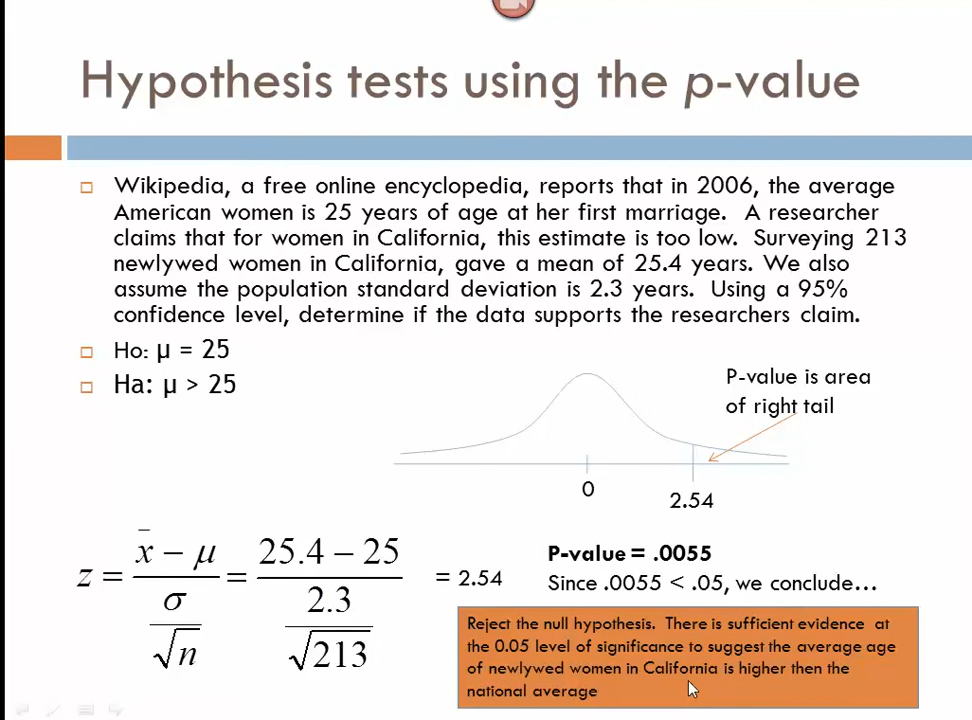 Hypothesis tests using the p-value
Wikipedia, a free online encyclopedia, reports that in 2006, the average
American women is 25 years of age at her first marriage. A researcher
claims that for women in California, this estimate is too low. Surveying 213
newlywed women in California, gave a mean of 25.4 years. We also
assume the population standard deviation is 2.3 years. Using a 95%
confidence level, determine if the data supports the researchers claim.
Ho: μ = 25
Ha: μ > 25
P-value is area
of right tail
0
2.54
z = (x̄ − μ) / (σ / √n) = (25.4 − 25) / (2.3 / √213) = 2.54
P-value = .0055
Since .0055 < .05, we conclude…
Reject the null hypothesis. There is sufficient evidence at
the 0.05 level of significance to suggest the average age
of newlywed women in California is higher then the
national average